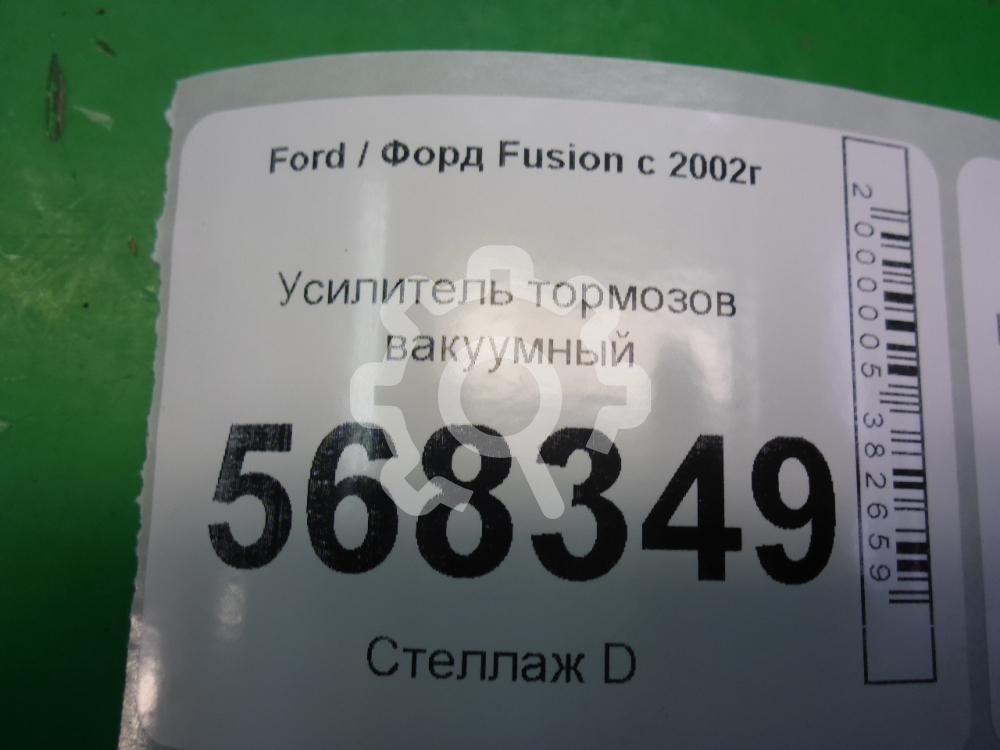 Ford / Форд Fusion с 2002г
Усилитель тормозов
вакуумный
568349
Стеллаж D
2000005382659